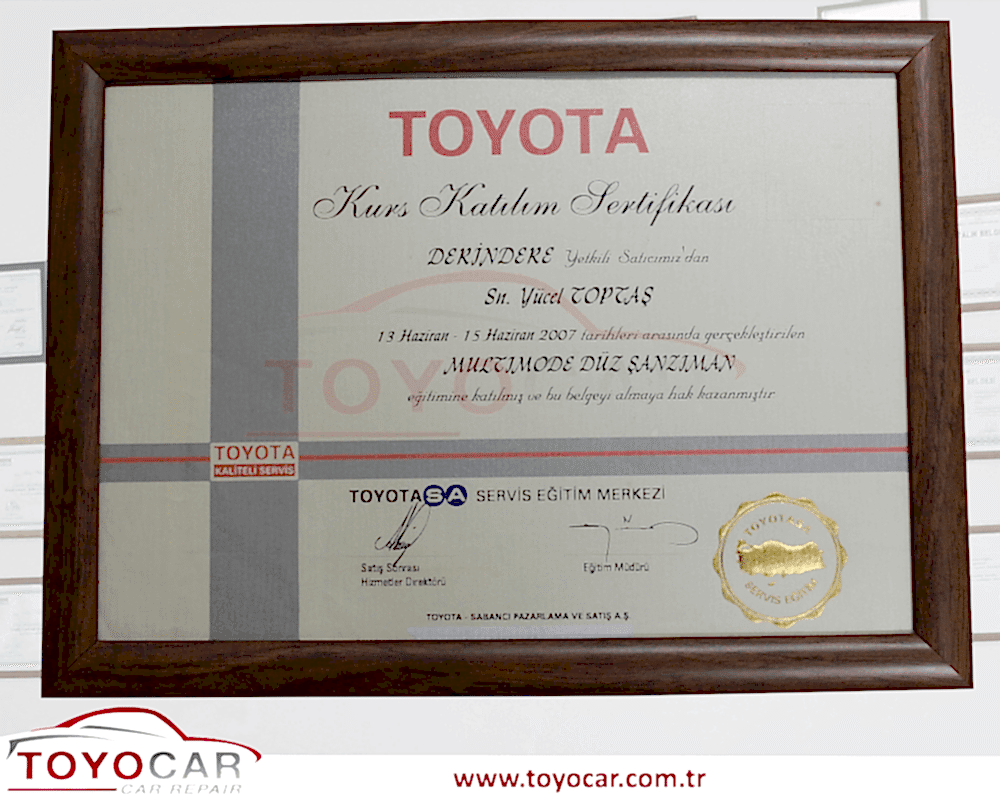 TOYOTA
Kurs Katılım Sertifikası
DERİNDERE Yetkili Satıcımız'dan
Sn. Yücel TOPTAŞ
13 Haziran - 15 Haziran 2007 tarihleri arasında gerçekleştirilen
MULTIMODE DÜZ ŞANZIMAN
eğitimine katılmış ve bu belgeyi almaya hak kazanmıştır
TOYOTA
KALİTELİ SERVİS
TOYOTASA SERVİS EĞİTİM MERKEZİ
Satış Sonrası
Hizmetler Direktörü
Eğitim Müdürü
TOYOTASA
SERVİS EĞİTİM
TOYOTA - SABANCI PAZARLAMA VE SATIŞ A.Ş.
TOYOCAR
CAR REPAIR
www.toyocar.com.tr